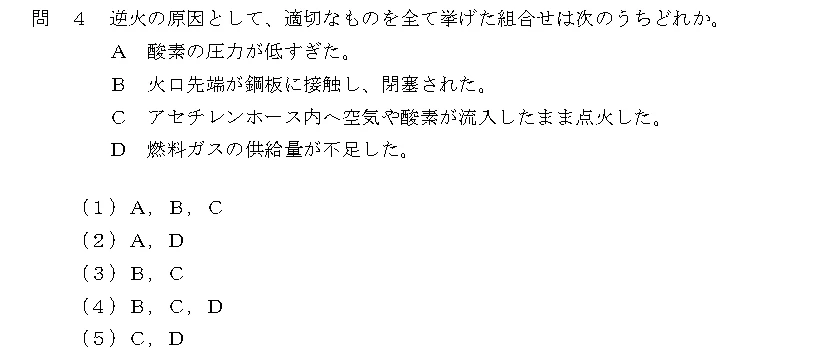 問　４　逆火の原因として、適切なものを全て挙げた組合せは次のうちどれか。
Ａ　酸素の圧力が低すぎた。
Ｂ　火口先端が鋼板に接触し、閉塞された。
Ｃ　アセチレンホース内へ空気や酸素が流入したまま点火した。
Ｄ　燃料ガスの供給量が不足した。
（１）Ａ，Ｂ，Ｃ
（２）Ａ，Ｄ
（３）Ｂ，Ｃ
（４）Ｂ，Ｃ，Ｄ
（５）Ｃ，Ｄ